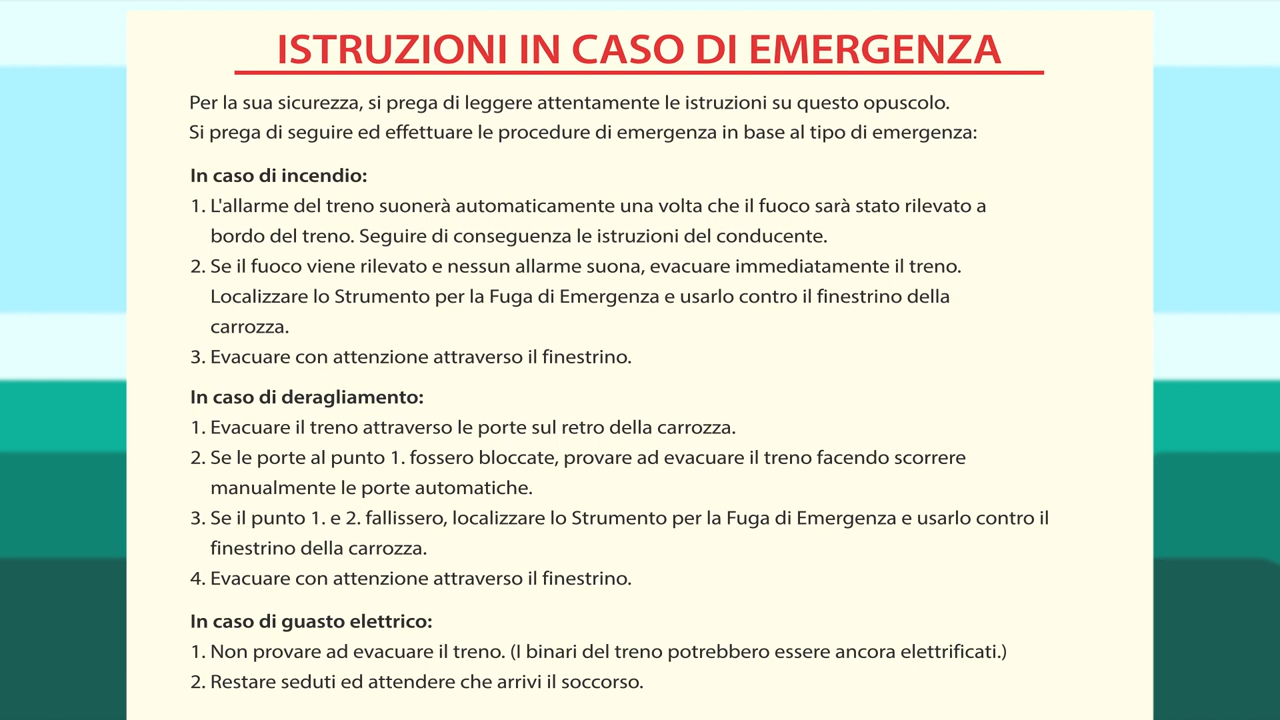 ISTRUZIONI IN CASO DI EMERGENZA
Per la sua sicurezza, si prega di leggere attentamente le istruzioni su questo opuscolo.
Si prega di seguire ed effettuare le procedure di emergenza in base al tipo di emergenza:
In caso di incendio:
1. L'allarme del treno suonerà automaticamente una volta che il fuoco sarà stato rilevato a
bordo del treno. Seguire di conseguenza le istruzioni del conducente.
2. Se il fuoco viene rilevato e nessun allarme suona, evacuare immediatamente il treno.
Localizzare lo Strumento per la Fuga di Emergenza e usarlo contro il finestrino della
carrozza.
3. Evacuare con attenzione attraverso il finestrino.
In caso di deragliamento:
1. Evacuare il treno attraverso le porte sul retro della carrozza.
2. Se le porte al punto 1. fossero bloccate, provare ad evacuare il treno facendo scorrere
manualmente le porte automatiche.
3. Se il punto 1. e 2. fallissero, localizzare lo Strumento per la Fuga di Emergenza e usarlo contro il
finestrino della carrozza.
4. Evacuare con attenzione attraverso il finestrino.
In caso di guasto elettrico:
1. Non provare ad evacuare il treno. (I binari del treno potrebbero essere ancora elettrificati.)
2. Restare seduti ed attendere che arrivi il soccorso.